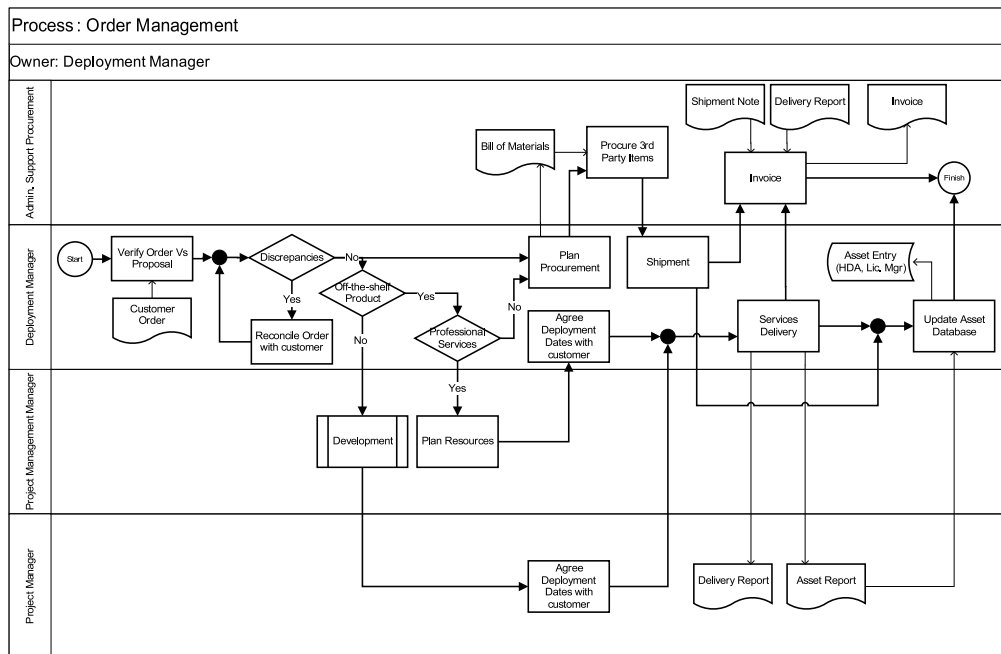 Process : Order Management
Owner: Deployment Manager
Admin. Support Procurement
Shipment Note
Delivery Report
Invoice
Bill of Materials
Procure 3rd
Party Items
Invoice
Finish
Deployment Manager
Start
Verify Order Vs
Proposal
Discrepancies
No
Plan
Procurement
Shipment
Asset Entry
(HDA, Lic. Mgr)
Customer
Order
Yes
Off-the-shelf
Product
Yes
No
Reconcile Order
with customer
No
Professional
Services
Agree
Deployment
Dates with
customer
Services
Delivery
Update Asset
Database
Yes
Project Management Manager
Development
Plan Resources
Project Manager
Agree
Deployment
Dates with
customer
Delivery Report
Asset Report